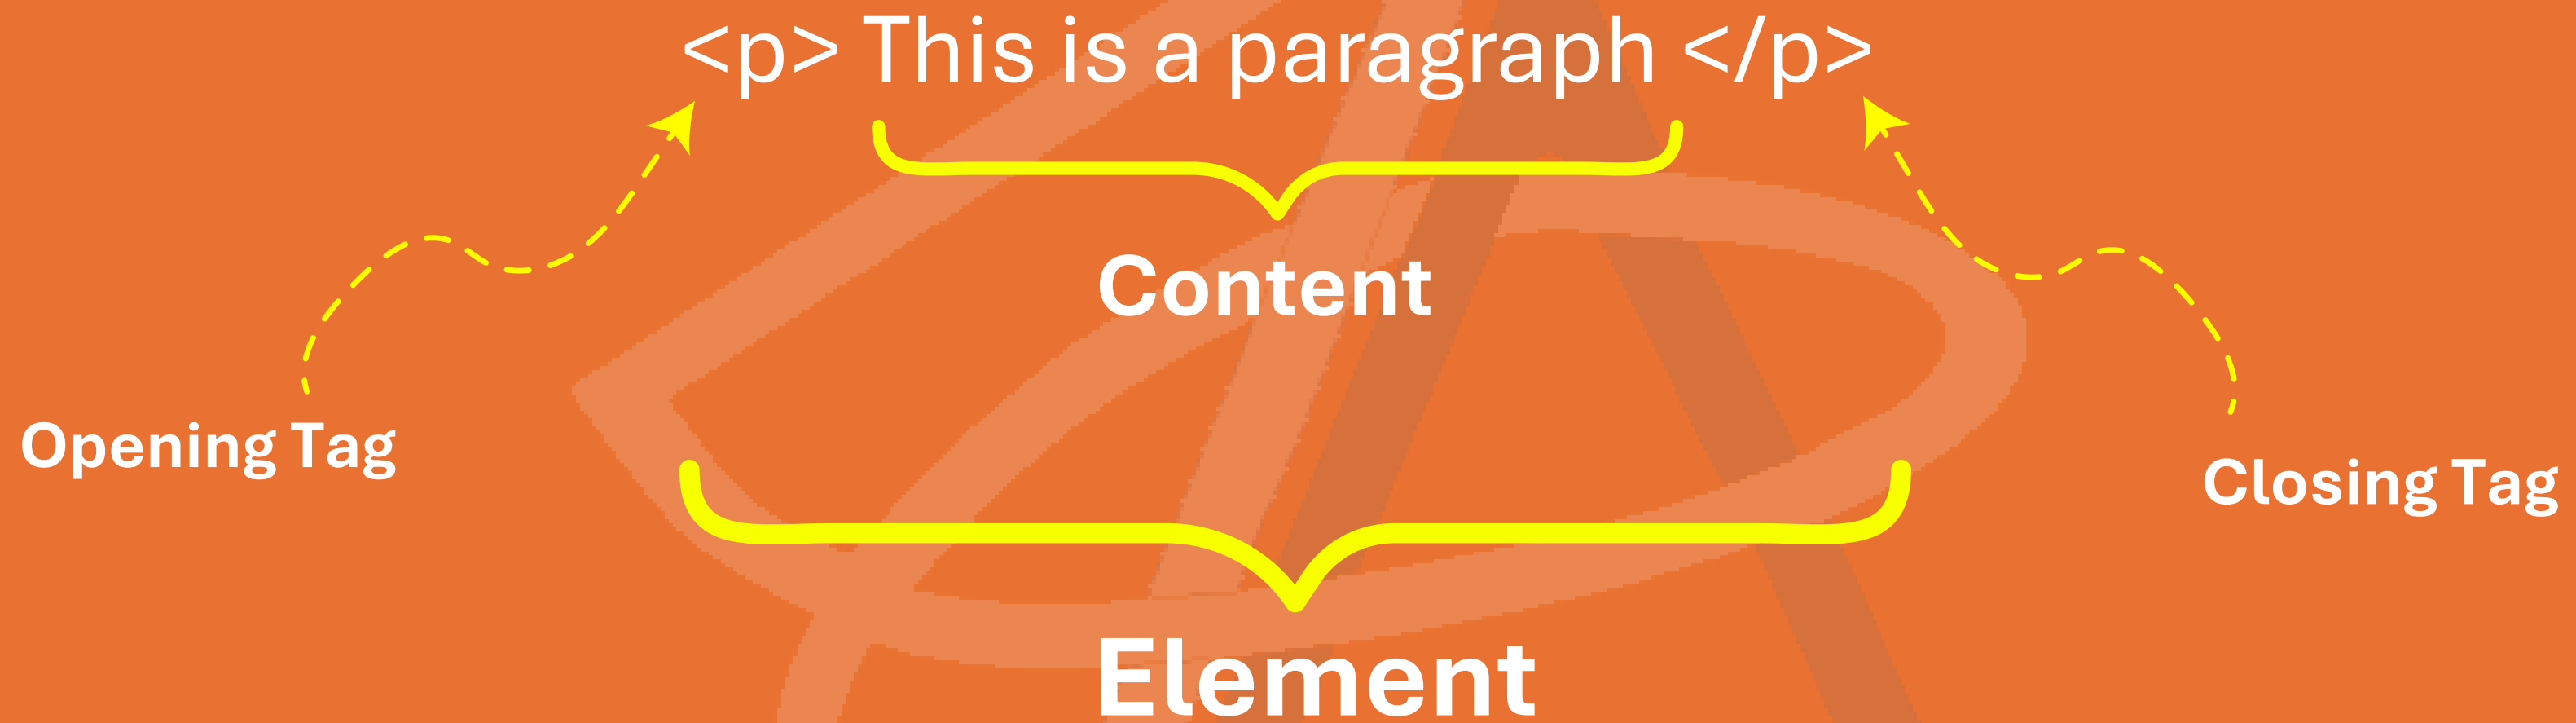 <p> This is a paragraph </p>
Content
Opening Tag
Closing Tag
Element